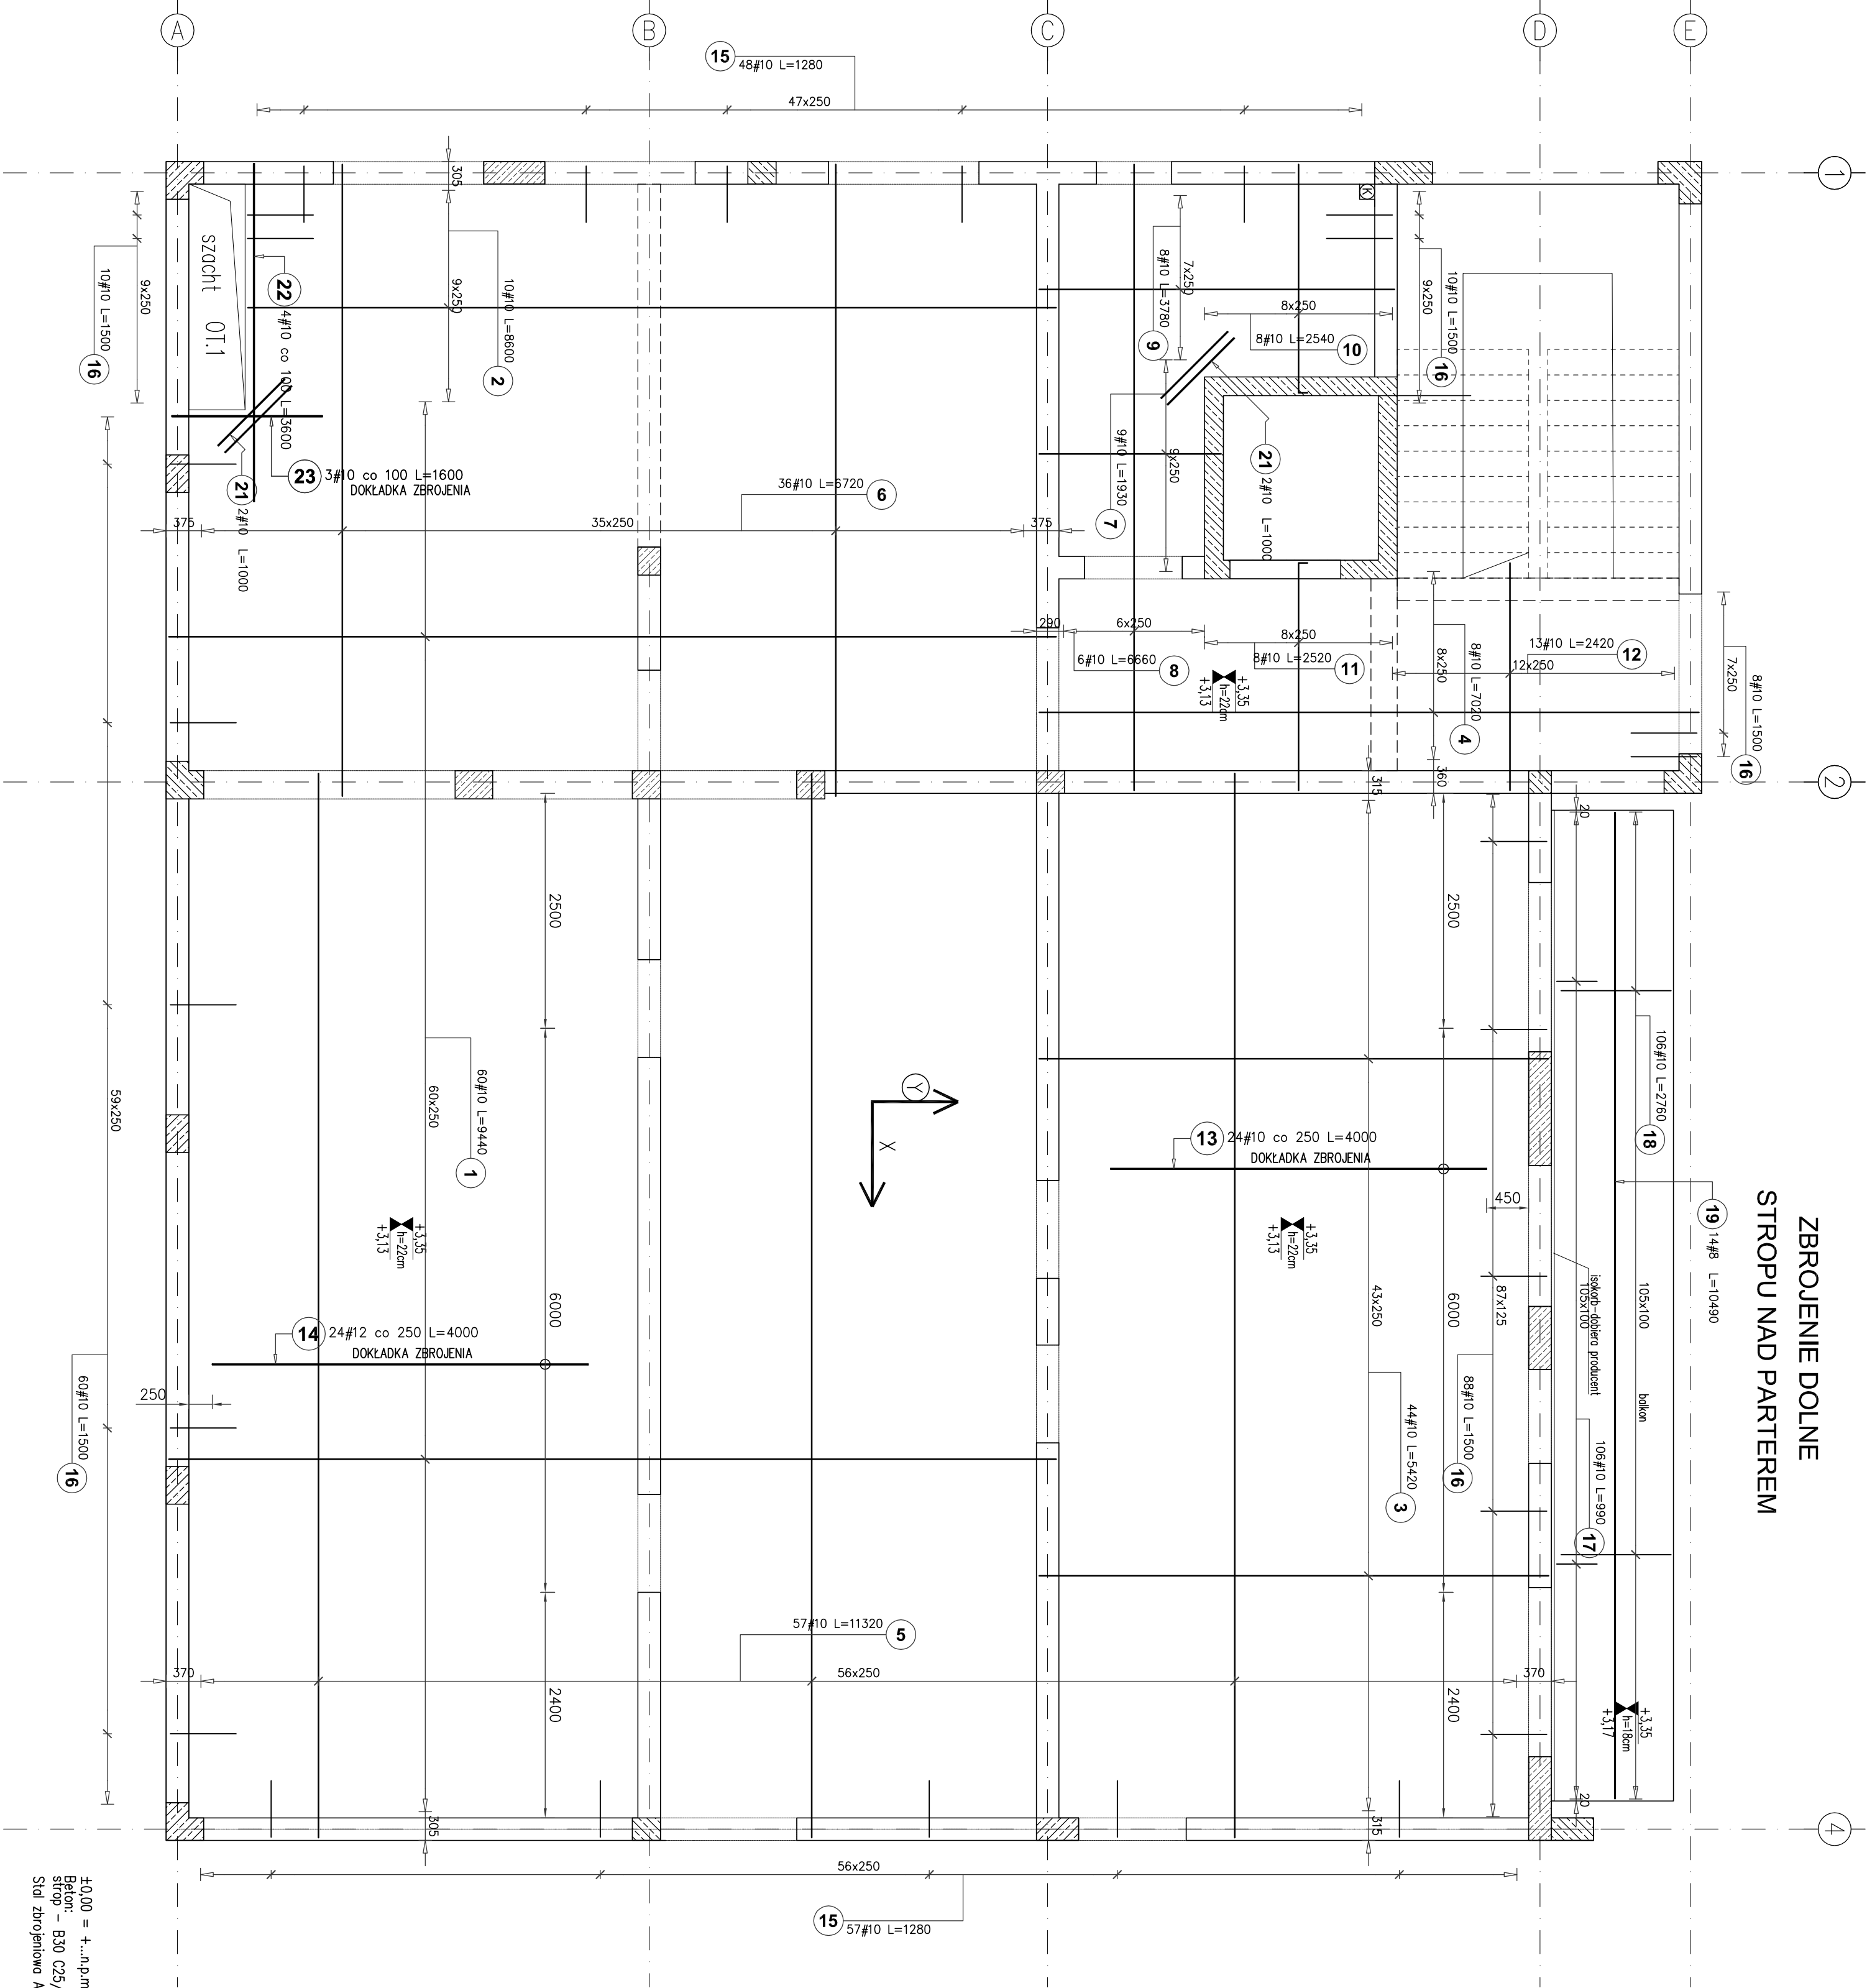 A
B
C
D
E
1
2
4
ZBROJENIE DOLNE
STROPU NAD PARTEREM
15
48#10 L=1280
47x250
305
9x250
10#10 L=8600
2
szacht OT.1
9x250
10#10 L=1500
16
22
4#10 co 100 L=3600
21
2#10 L=1000
23
3#10 co 100 L=1600
DOKŁADKA ZBROJENIA
375
35x250
375
36#10 L=6720
6
K
7x250
8#10 L=3780
9
8x250
8#10 L=2540
10
10#10 L=1500
9x250
16
9x250
9#10 L=1930
7
21
2#10 L=1000
290
6x250
6#10 L=6660
8
8x250
8#10 L=2520
11
+3,35
h=22cm
+3,13
8x250
8#10 L=7020
4
13#10 L=2420
12
12x250
7x250
8#10 L=1500
16
360
315
20
2500
2500
106#10 L=2760
18
19
14#8 L=10490
105x100
balkon
isokorb-dobiera producent
105x100
106#10 L=990
17
60#10 L=9440
60x250
1
59x250
60#10 L=1500
16
Y
X
13
24#10 co 250 L=4000
DOKŁADKA ZBROJENIA
450
+3,35
h=22cm
+3,13
+3,35
h=22cm
+3,13
6000
6000
43x250
87x125
44#10 L=5420
3
88#10 L=1500
16
14
24#12 co 250 L=4000
DOKŁADKA ZBROJENIA
250
57#10 L=11320
5
370
56x250
370
2400
2400
+3,35
h=18cm
+3,17
305
315
20
56x250
15
57#10 L=1280
±0,00 = +...n.p.m
Beton:
strop - B30 C25/
Stal zbrojeniowa A